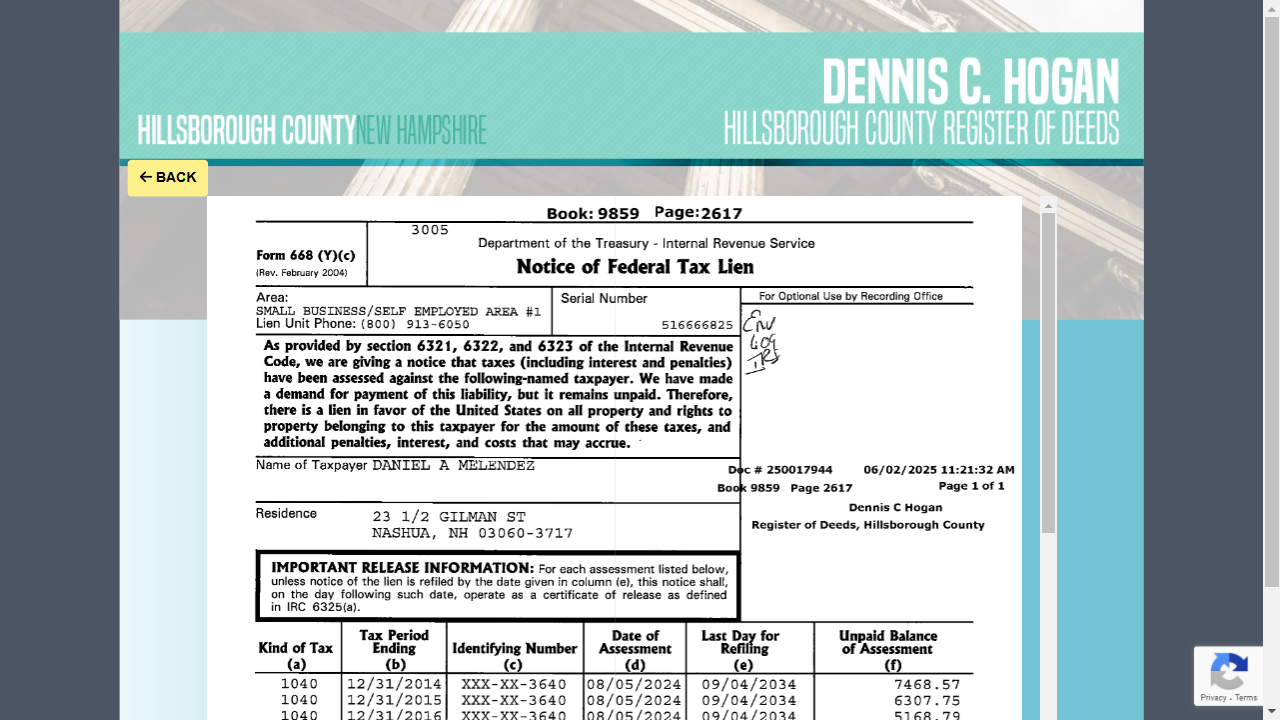 DENNIS C. HOGAN
HILLSBOROUGH COUNTY NEW HAMPSHIRE
HILLSBOROUGH COUNTY REGISTER OF DEEDS
← BACK
Book: 9859 Page:2617
3005
Department of the Treasury - Internal Revenue Service
Form 668 (Y)(c)
(Rev. February 2004)
Notice of Federal Tax Lien
Area:
SMALL BUSINESS/SELF EMPLOYED AREA #1
Lien Unit Phone: (800) 913-6050
Serial Number
516666825
For Optional Use by Recording Office
As provided by section 6321, 6322, and 6323 of the Internal Revenue
Code, we are giving a notice that taxes (including interest and penalties)
have been assessed against the following-named taxpayer. We have made
a demand for payment of this liability, but it remains unpaid. Therefore,
there is a lien in favor of the United States on all property and rights to
property belonging to this taxpayer for the amount of these taxes, and
additional penalties, interest, and costs that may accrue.
Name of Taxpayer DANIEL A MELENDEZ
Doc # 250017944 06/02/2025 11:21:32 AM
Book 9859 Page 2617 Page 1 of 1
Dennis C Hogan
Register of Deeds, Hillsborough County
Residence
23 1/2 GILMAN ST
NASHUA, NH 03060-3717
IMPORTANT RELEASE INFORMATION: For each assessment listed below,
unless notice of the lien is refiled by the date given in column (e), this notice shall,
on the day following such date, operate as a certificate of release as defined
in IRC 6325(a).
Kind of Tax (a) Tax Period Ending (b) Identifying Number (c) Date of Assessment (d) Last Day for Refiling (e) Unpaid Balance of Assessment (f)
1040 12/31/2014 XXX-XX-3640 08/05/2024 09/04/2034 7468.57
1040 12/31/2015 XXX-XX-3640 08/05/2024 09/04/2034 6307.75
1040 12/31/2016 XXX-XX-3640 08/05/2024 09/04/2034 5168.79
Privacy - Terms